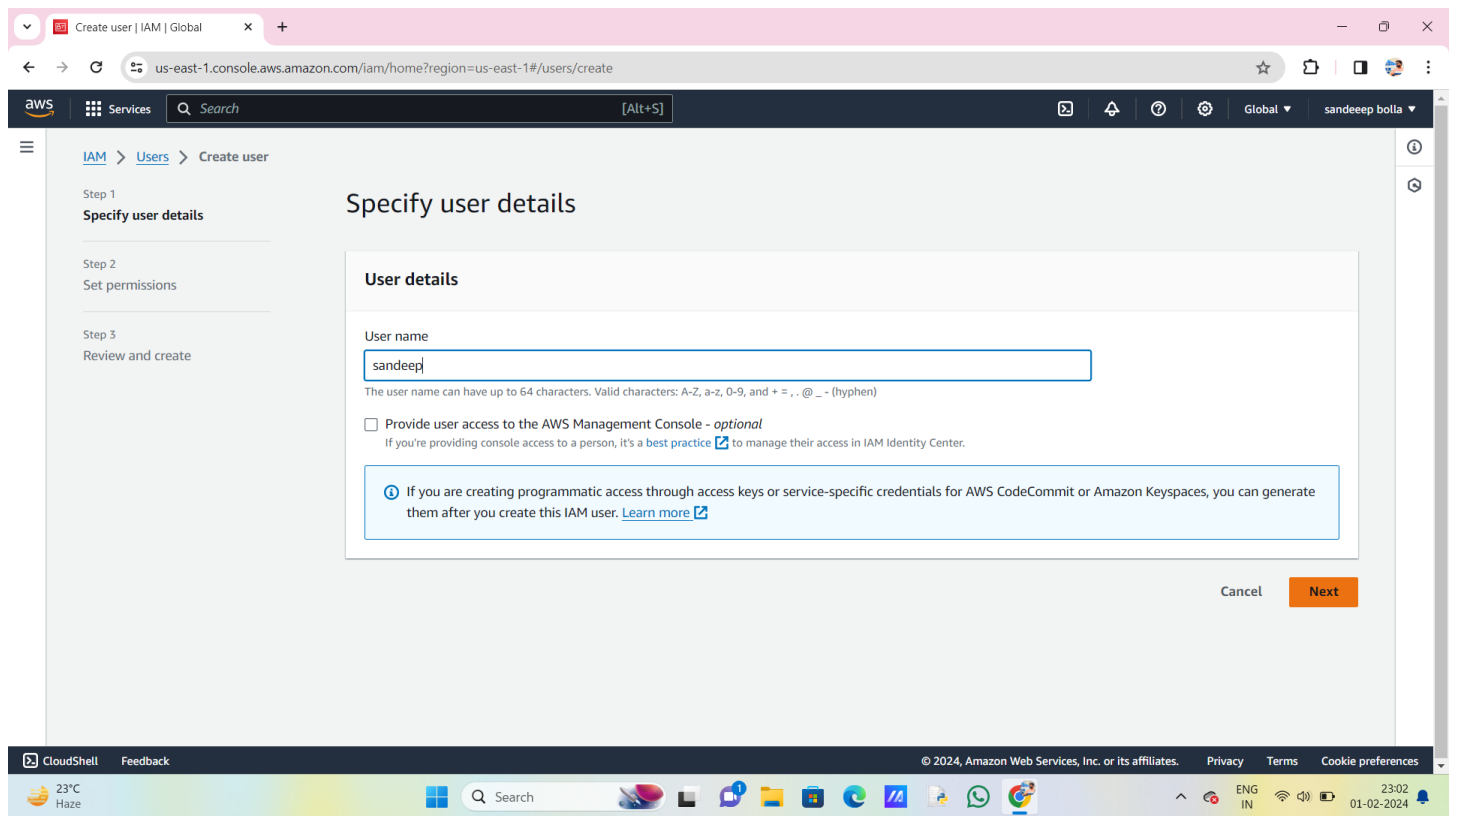 Create user | IAM | Global
us-east-1.console.aws.amazon.com/iam/home?region=us-east-1#/users/create
aws
Services
Search
[Alt+S]
Global
sandeeep bolla
IAM
Users
Create user
Step 1
Specify user details
Step 2
Set permissions
Step 3
Review and create
Specify user details
User details
User name
sandeep
The user name can have up to 64 characters. Valid characters: A-Z, a-z, 0-9, and + = , . @ _ - (hyphen)
Provide user access to the AWS Management Console - optional
If you're providing console access to a person, it's a best practice to manage their access in IAM Identity Center.
If you are creating programmatic access through access keys or service-specific credentials for AWS CodeCommit or Amazon Keyspaces, you can generate
them after you create this IAM user. Learn more
Cancel
Next
CloudShell
Feedback
© 2024, Amazon Web Services, Inc. or its affiliates.
Privacy
Terms
Cookie preferences
23°C
Haze
Search
1
ENG
IN
23:02
01-02-2024